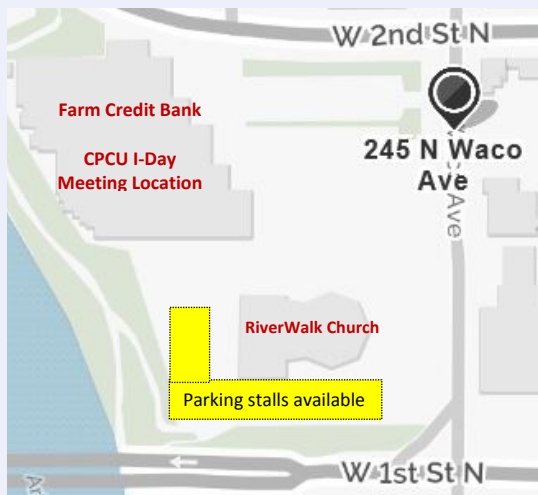 W 2nd St N
Farm Credit Bank
CPCU I-Day
Meeting Location
245 N Waco
Ave
Ave
RiverWalk Church
Parking stalls available
W 1st St N
Ar